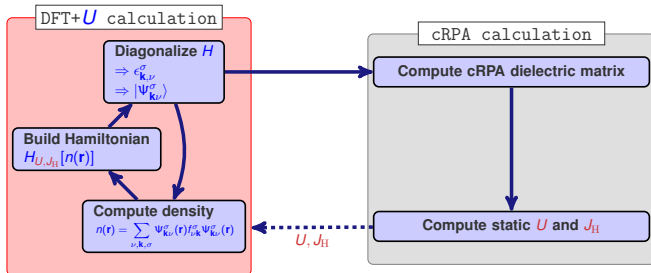 DFT+U calculation
Diagonalize H
⇒ ϵ^σ_{k,ν}
⇒ |Ψ^σ_{kν}⟩
Build Hamiltonian
H_{U,J_H}[n(r)]
Compute density
n(r) = ∑_{ν,k,σ} Ψ^σ_{kν}(r)f^σ_{νk}Ψ^σ_{kν}(r)
cRPA calculation
Compute cRPA dielectric matrix
Compute static U and J_H
U, J_H